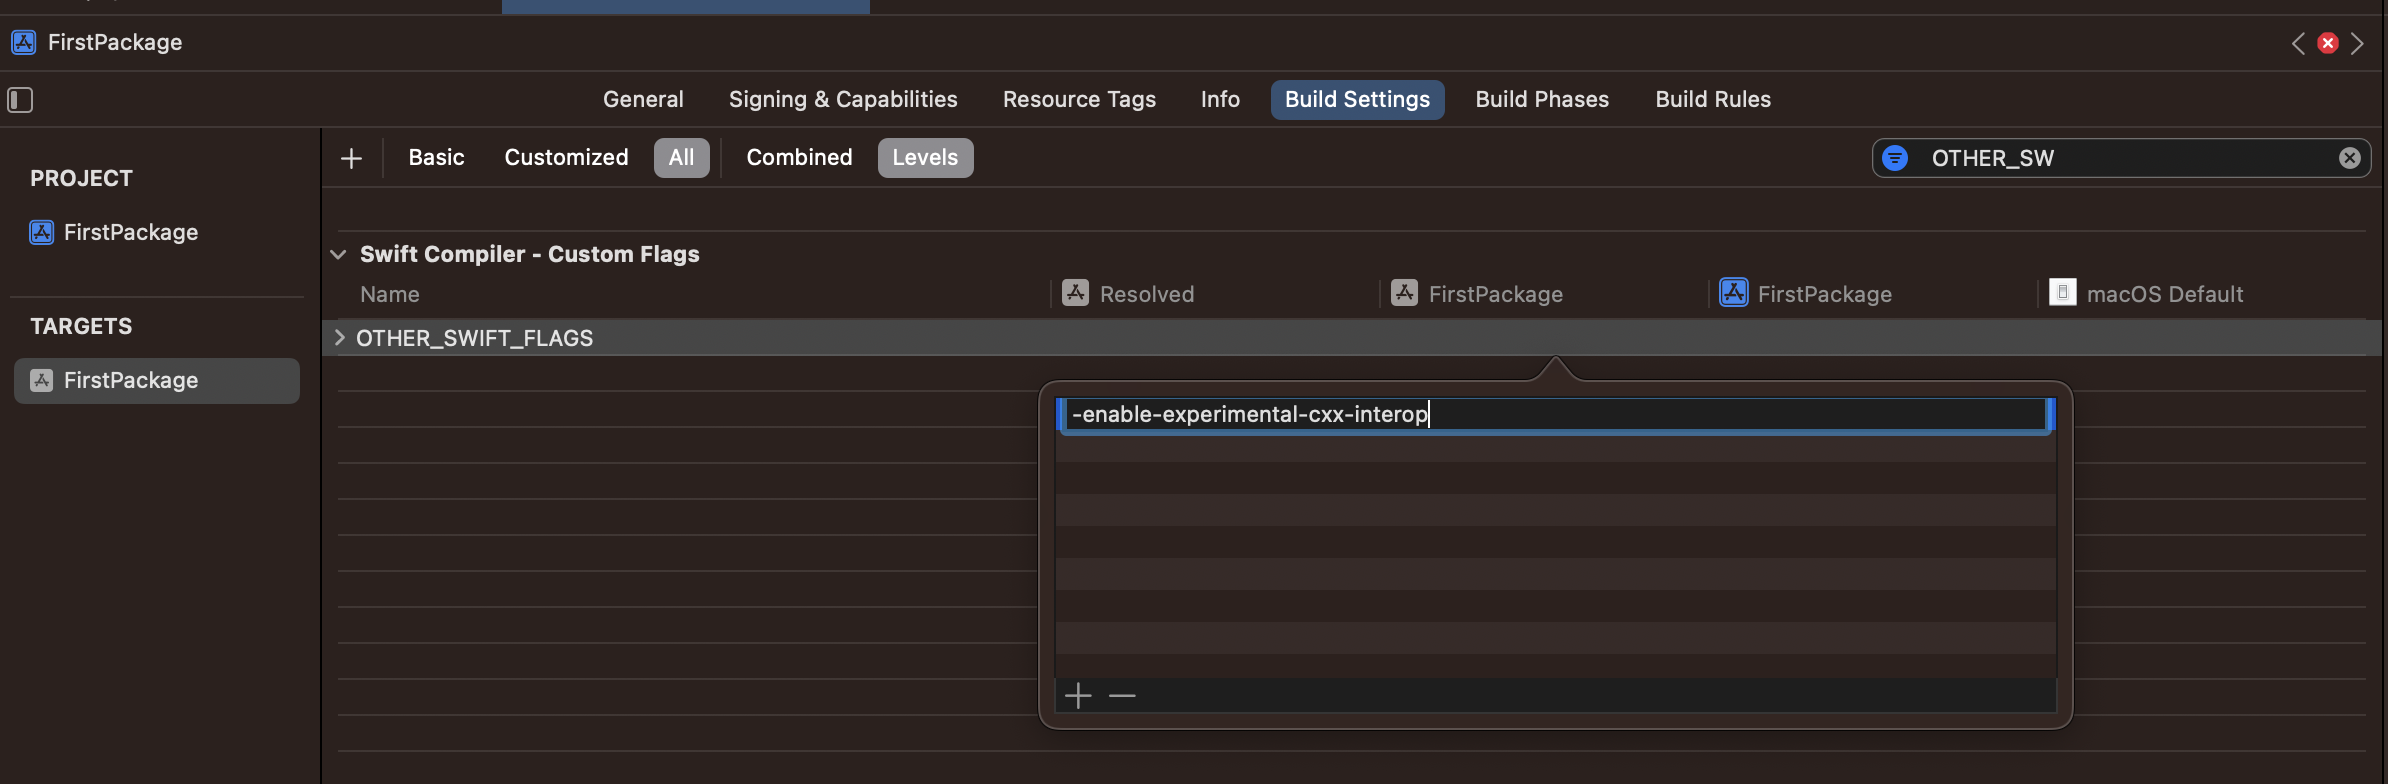 FirstPackage
General Signing & Capabilities Resource Tags Info Build Settings Build Phases Build Rules
Basic Customized All Combined Levels OTHER_SW
PROJECT
FirstPackage
TARGETS
FirstPackage
Swift Compiler - Custom Flags
Name Resolved FirstPackage FirstPackage macOS Default
OTHER_SWIFT_FLAGS
-enable-experimental-cxx-interop